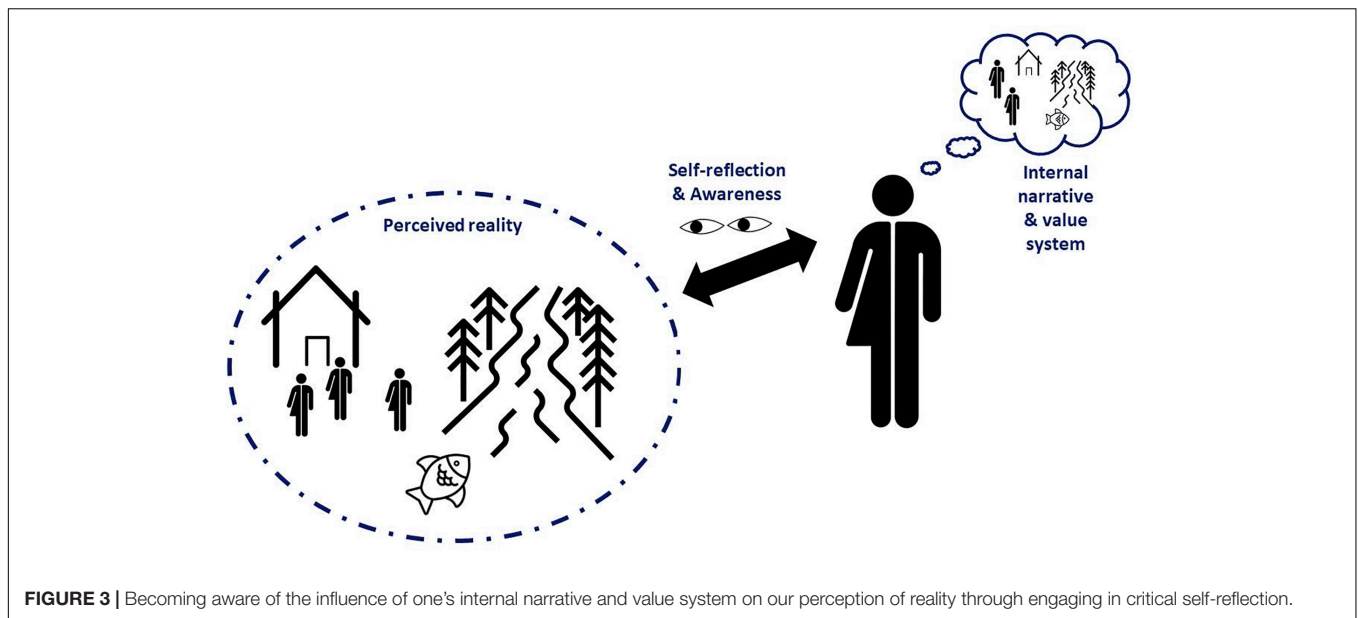 Self-reflection
& Awareness
Internal
narrative
& value
system
Perceived reality
FIGURE 3 | Becoming aware of the influence of one's internal narrative and value system on our perception of reality through engaging in critical self-reflection.